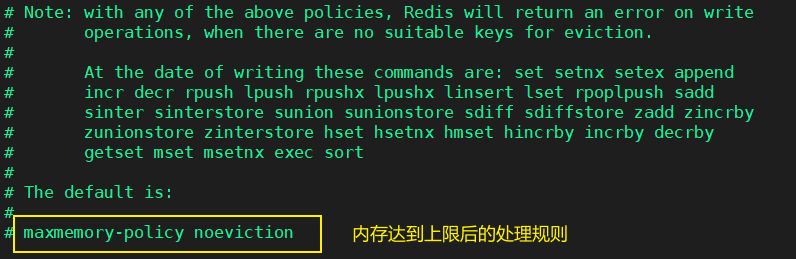 # Note: with any of the above policies, Redis will return an error on write
#       operations, when there are no suitable keys for eviction.
#
#       At the date of writing these commands are: set setnx setex append
#       incr decr rpush lpush rpushx lpushx linsert lset rpoplpush sadd
#       sinter sinterstore sunion sunionstore sdiff sdiffstore zadd zincrby
#       zunionstore zinterstore hset hsetnx hmset hincrby incrby decrby
#       getset mset msetnx exec sort
#
# The default is:
#
# maxmemory-policy noeviction 内存达到上限后的处理规则